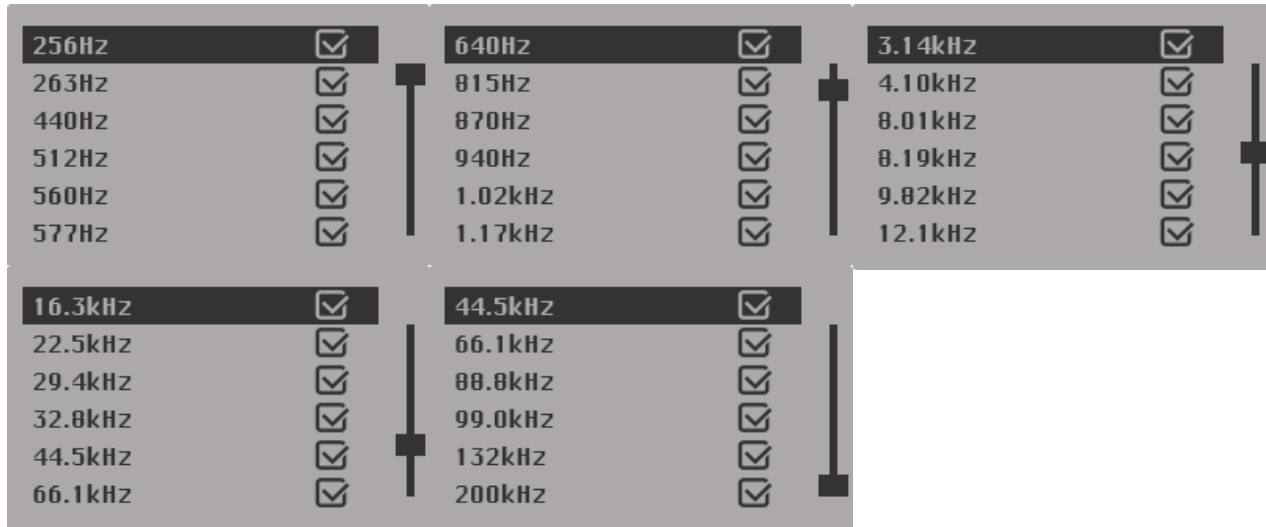 256Hz
263Hz
440Hz
512Hz
560Hz
577Hz
640Hz
815Hz
870Hz
940Hz
1.02kHz
1.17kHz
3.14kHz
4.10kHz
8.01kHz
8.19kHz
9.82kHz
12.1kHz
16.3kHz
22.5kHz
29.4kHz
32.8kHz
44.5kHz
66.1kHz
44.5kHz
66.1kHz
88.8kHz
99.0kHz
132kHz
200kHz